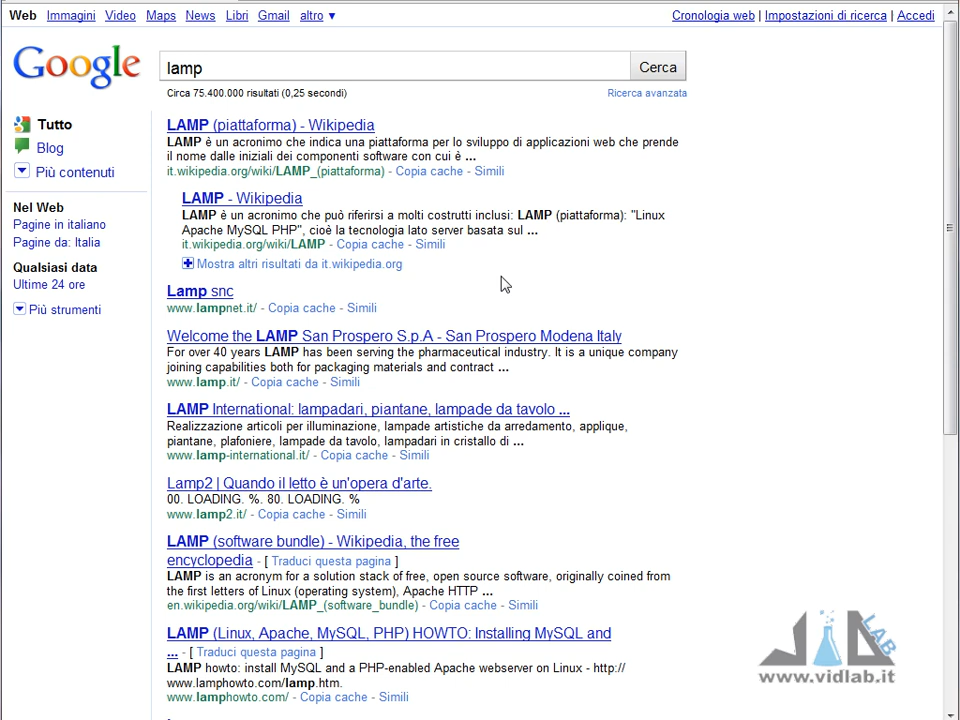 Web Immagini Video Maps News Libri Gmail altro ▼ Cronologia web | Impostazioni di ricerca | Accedi
Google lamp Cerca
Circa 75.400.000 risultati (0,25 secondi) Ricerca avanzata
Tutto
Blog
Più contenuti
Nel Web
Pagine in italiano
Pagine da: Italia
Qualsiasi data
Ultime 24 ore
Più strumenti
LAMP (piattaforma) - Wikipedia
LAMP è un acronimo che indica una piattaforma per lo sviluppo di applicazioni web che prende
il nome dalle iniziali dei componenti software con cui è ...
it.wikipedia.org/wiki/LAMP_(piattaforma) - Copia cache - Simili
LAMP - Wikipedia
LAMP è un acronimo che può riferirsi a molti costrutti inclusi: LAMP (piattaforma): "Linux
Apache MySQL PHP", cioè la tecnologia lato server basata sul ...
it.wikipedia.org/wiki/LAMP - Copia cache - Simili
Mostra altri risultati da it.wikipedia.org
Lamp snc
www.lampnet.it/ - Copia cache - Simili
Welcome the LAMP San Prospero S.p.A - San Prospero Modena Italy
For over 40 years LAMP has been serving the pharmaceutical industry. It is a unique company
joining capabilities both for packaging materials and contract ...
www.lamp.it/ - Copia cache - Simili
LAMP International: lampadari, piantane, lampade da tavolo ...
Realizzazione articoli per illuminazione, lampade artistiche da arredamento, applique,
piantane, plafoniere, lampade da tavolo, lampadari in cristallo di ...
www.lamp-international.it/ - Copia cache - Simili
Lamp2 | Quando il letto è un'opera d'arte.
00. LOADING. %. 80. LOADING. %
www.lamp2.it/ - Copia cache - Simili
LAMP (software bundle) - Wikipedia, the free
encyclopedia - [ Traduci questa pagina ]
LAMP is an acronym for a solution stack of free, open source software, originally coined from
the first letters of Linux (operating system), Apache HTTP ...
en.wikipedia.org/wiki/LAMP_(software_bundle) - Copia cache - Simili
LAMP (Linux, Apache, MySQL, PHP) HOWTO: Installing MySQL and
... - [ Traduci questa pagina ]
LAMP howto: install MySQL and a PHP-enabled Apache webserver on Linux - http://
www.lamphowto.com/lamp.htm.
www.lamphowto.com/ - Copia cache - Simili
LAB
www.vidlab.it